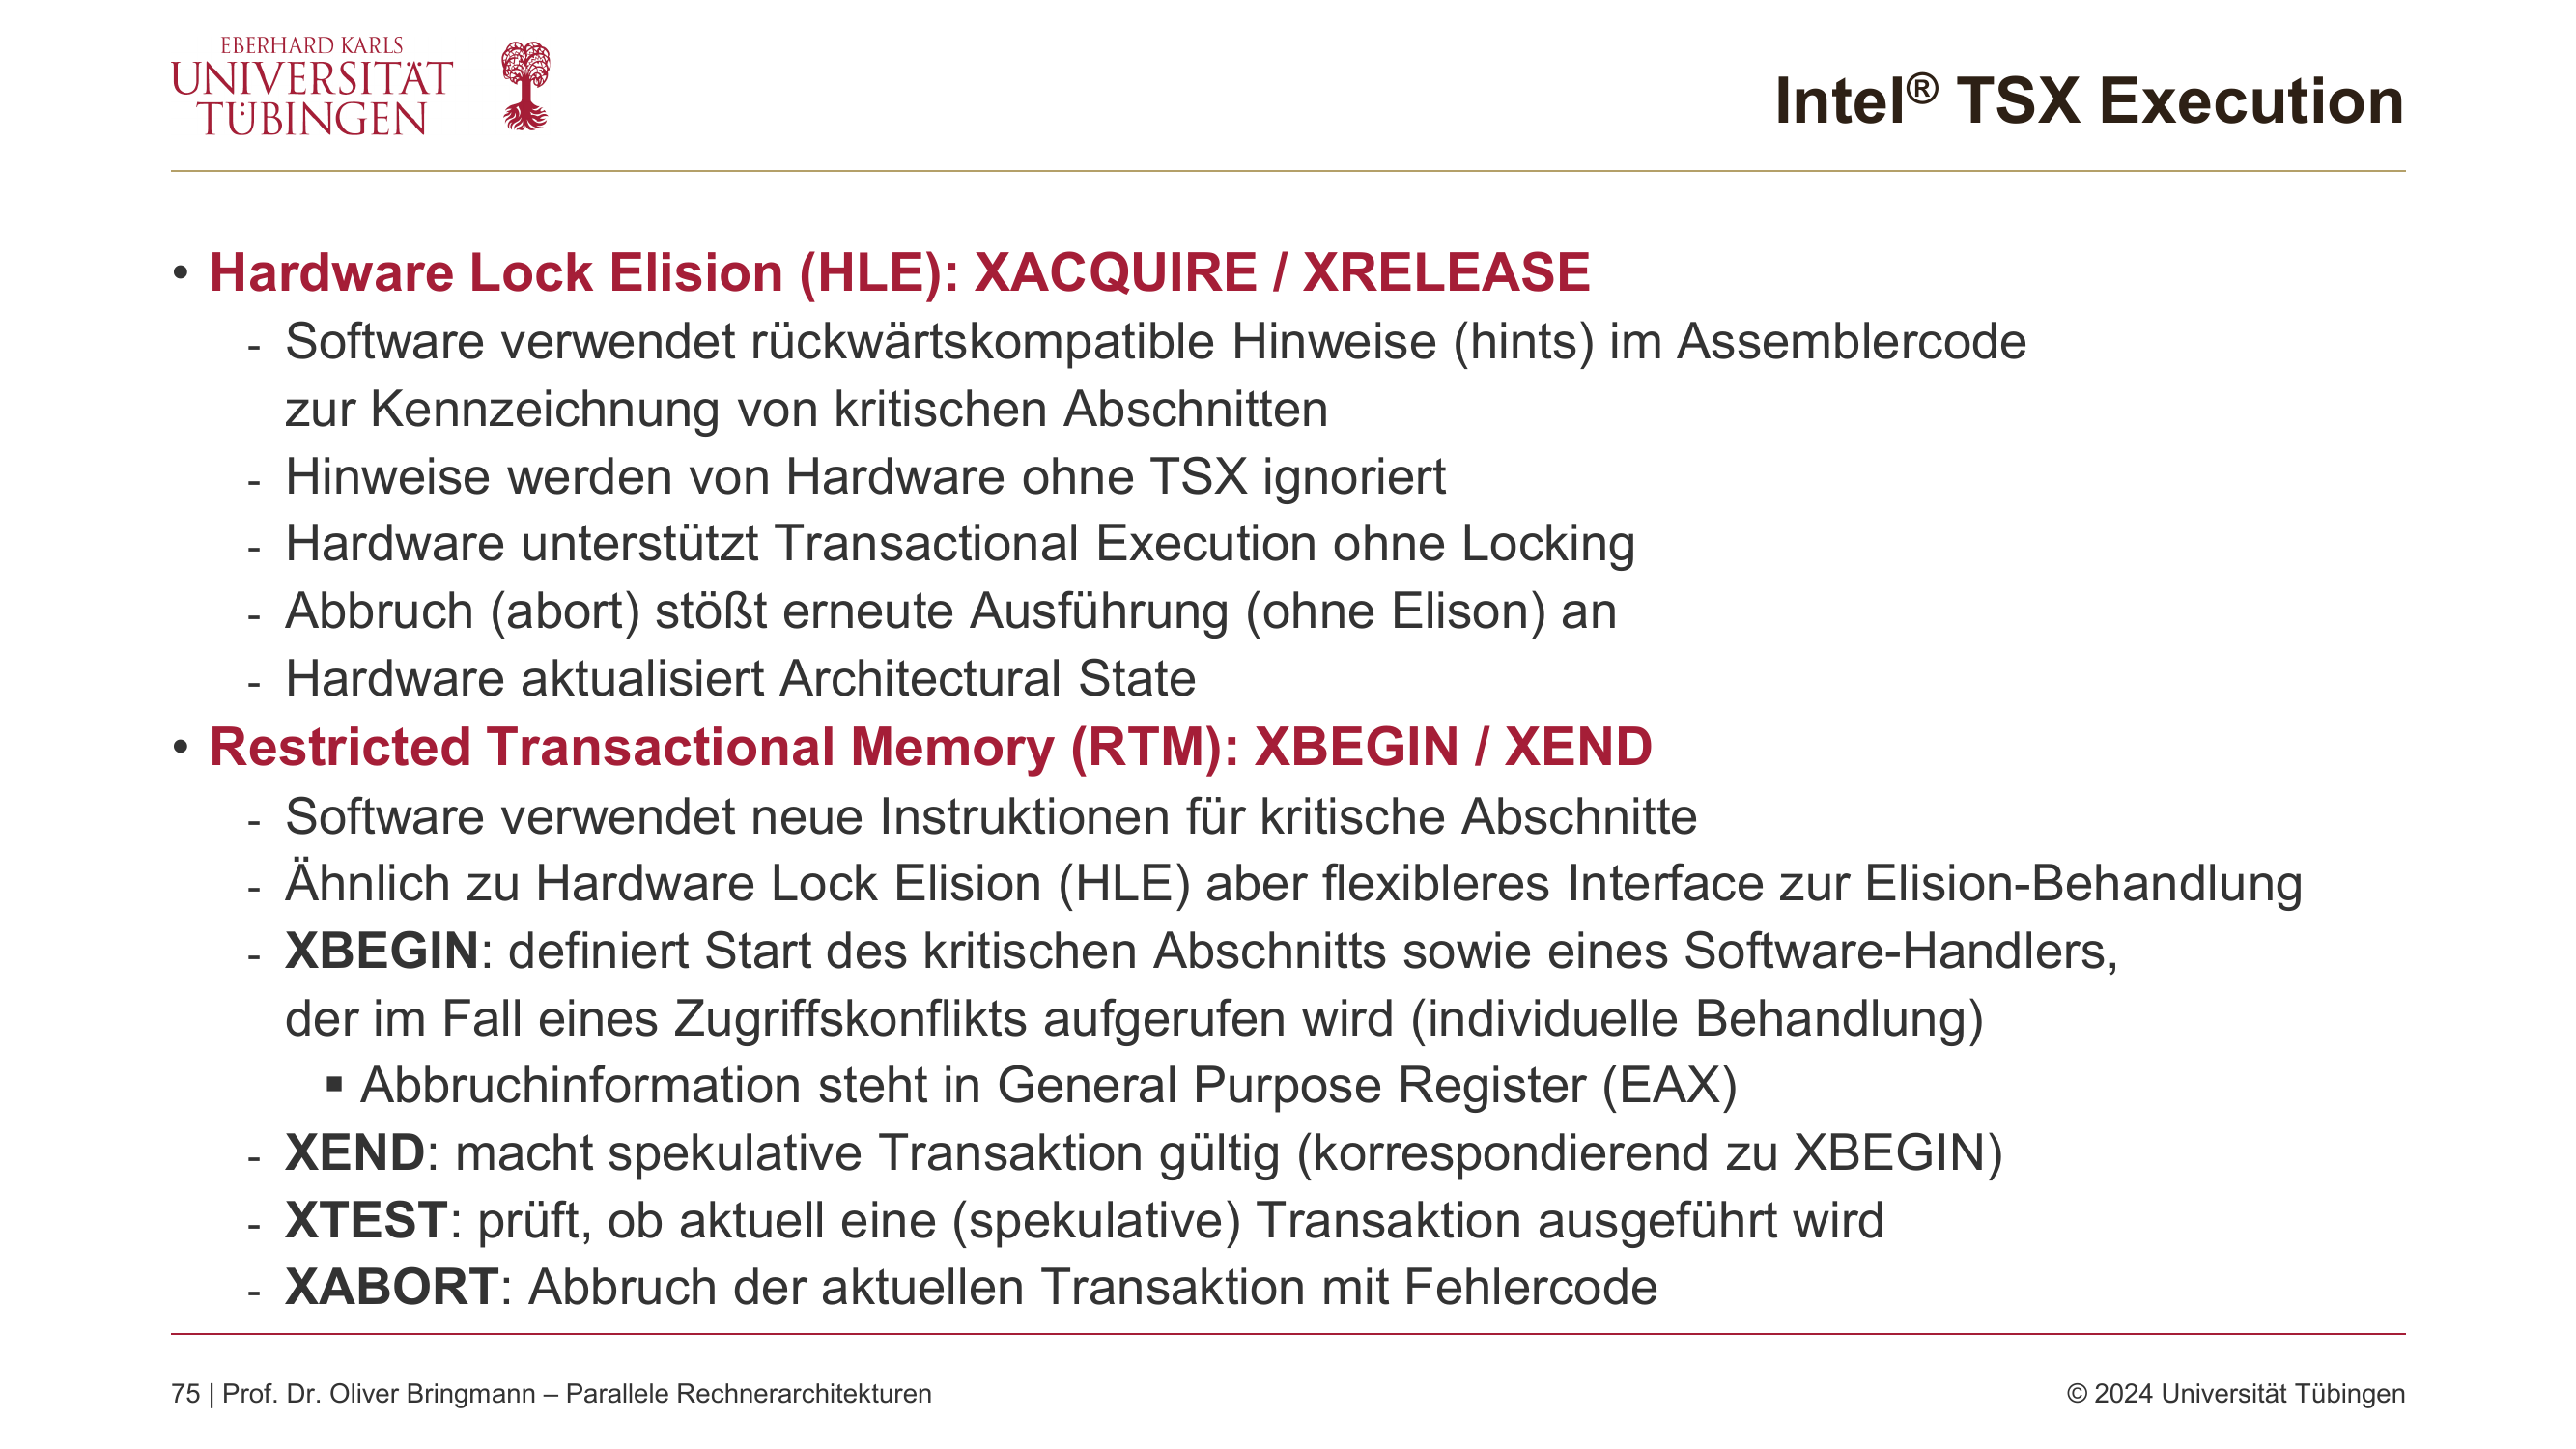 EBERHARD KARLS
UNIVERSITÄT
TÜBINGEN
Intel® TSX Execution
• Hardware Lock Elision (HLE): XACQUIRE / XRELEASE
- Software verwendet rückwärtskompatible Hinweise (hints) im Assemblercode
zur Kennzeichnung von kritischen Abschnitten
- Hinweise werden von Hardware ohne TSX ignoriert
- Hardware unterstützt Transactional Execution ohne Locking
- Abbruch (abort) stößt erneute Ausführung (ohne Elison) an
- Hardware aktualisiert Architectural State
• Restricted Transactional Memory (RTM): XBEGIN / XEND
- Software verwendet neue Instruktionen für kritische Abschnitte
- Ähnlich zu Hardware Lock Elision (HLE) aber flexibleres Interface zur Elision-Behandlung
- XBEGIN: definiert Start des kritischen Abschnitts sowie eines Software-Handlers,
der im Fall eines Zugriffskonflikts aufgerufen wird (individuelle Behandlung)
▪ Abbruchinformation steht in General Purpose Register (EAX)
- XEND: macht spekulative Transaktion gültig (korrespondierend zu XBEGIN)
- XTEST: prüft, ob aktuell eine (spekulative) Transaktion ausgeführt wird
- XABORT: Abbruch der aktuellen Transaktion mit Fehlercode
75 | Prof. Dr. Oliver Bringmann – Parallele Rechnerarchitekturen
© 2024 Universität Tübingen